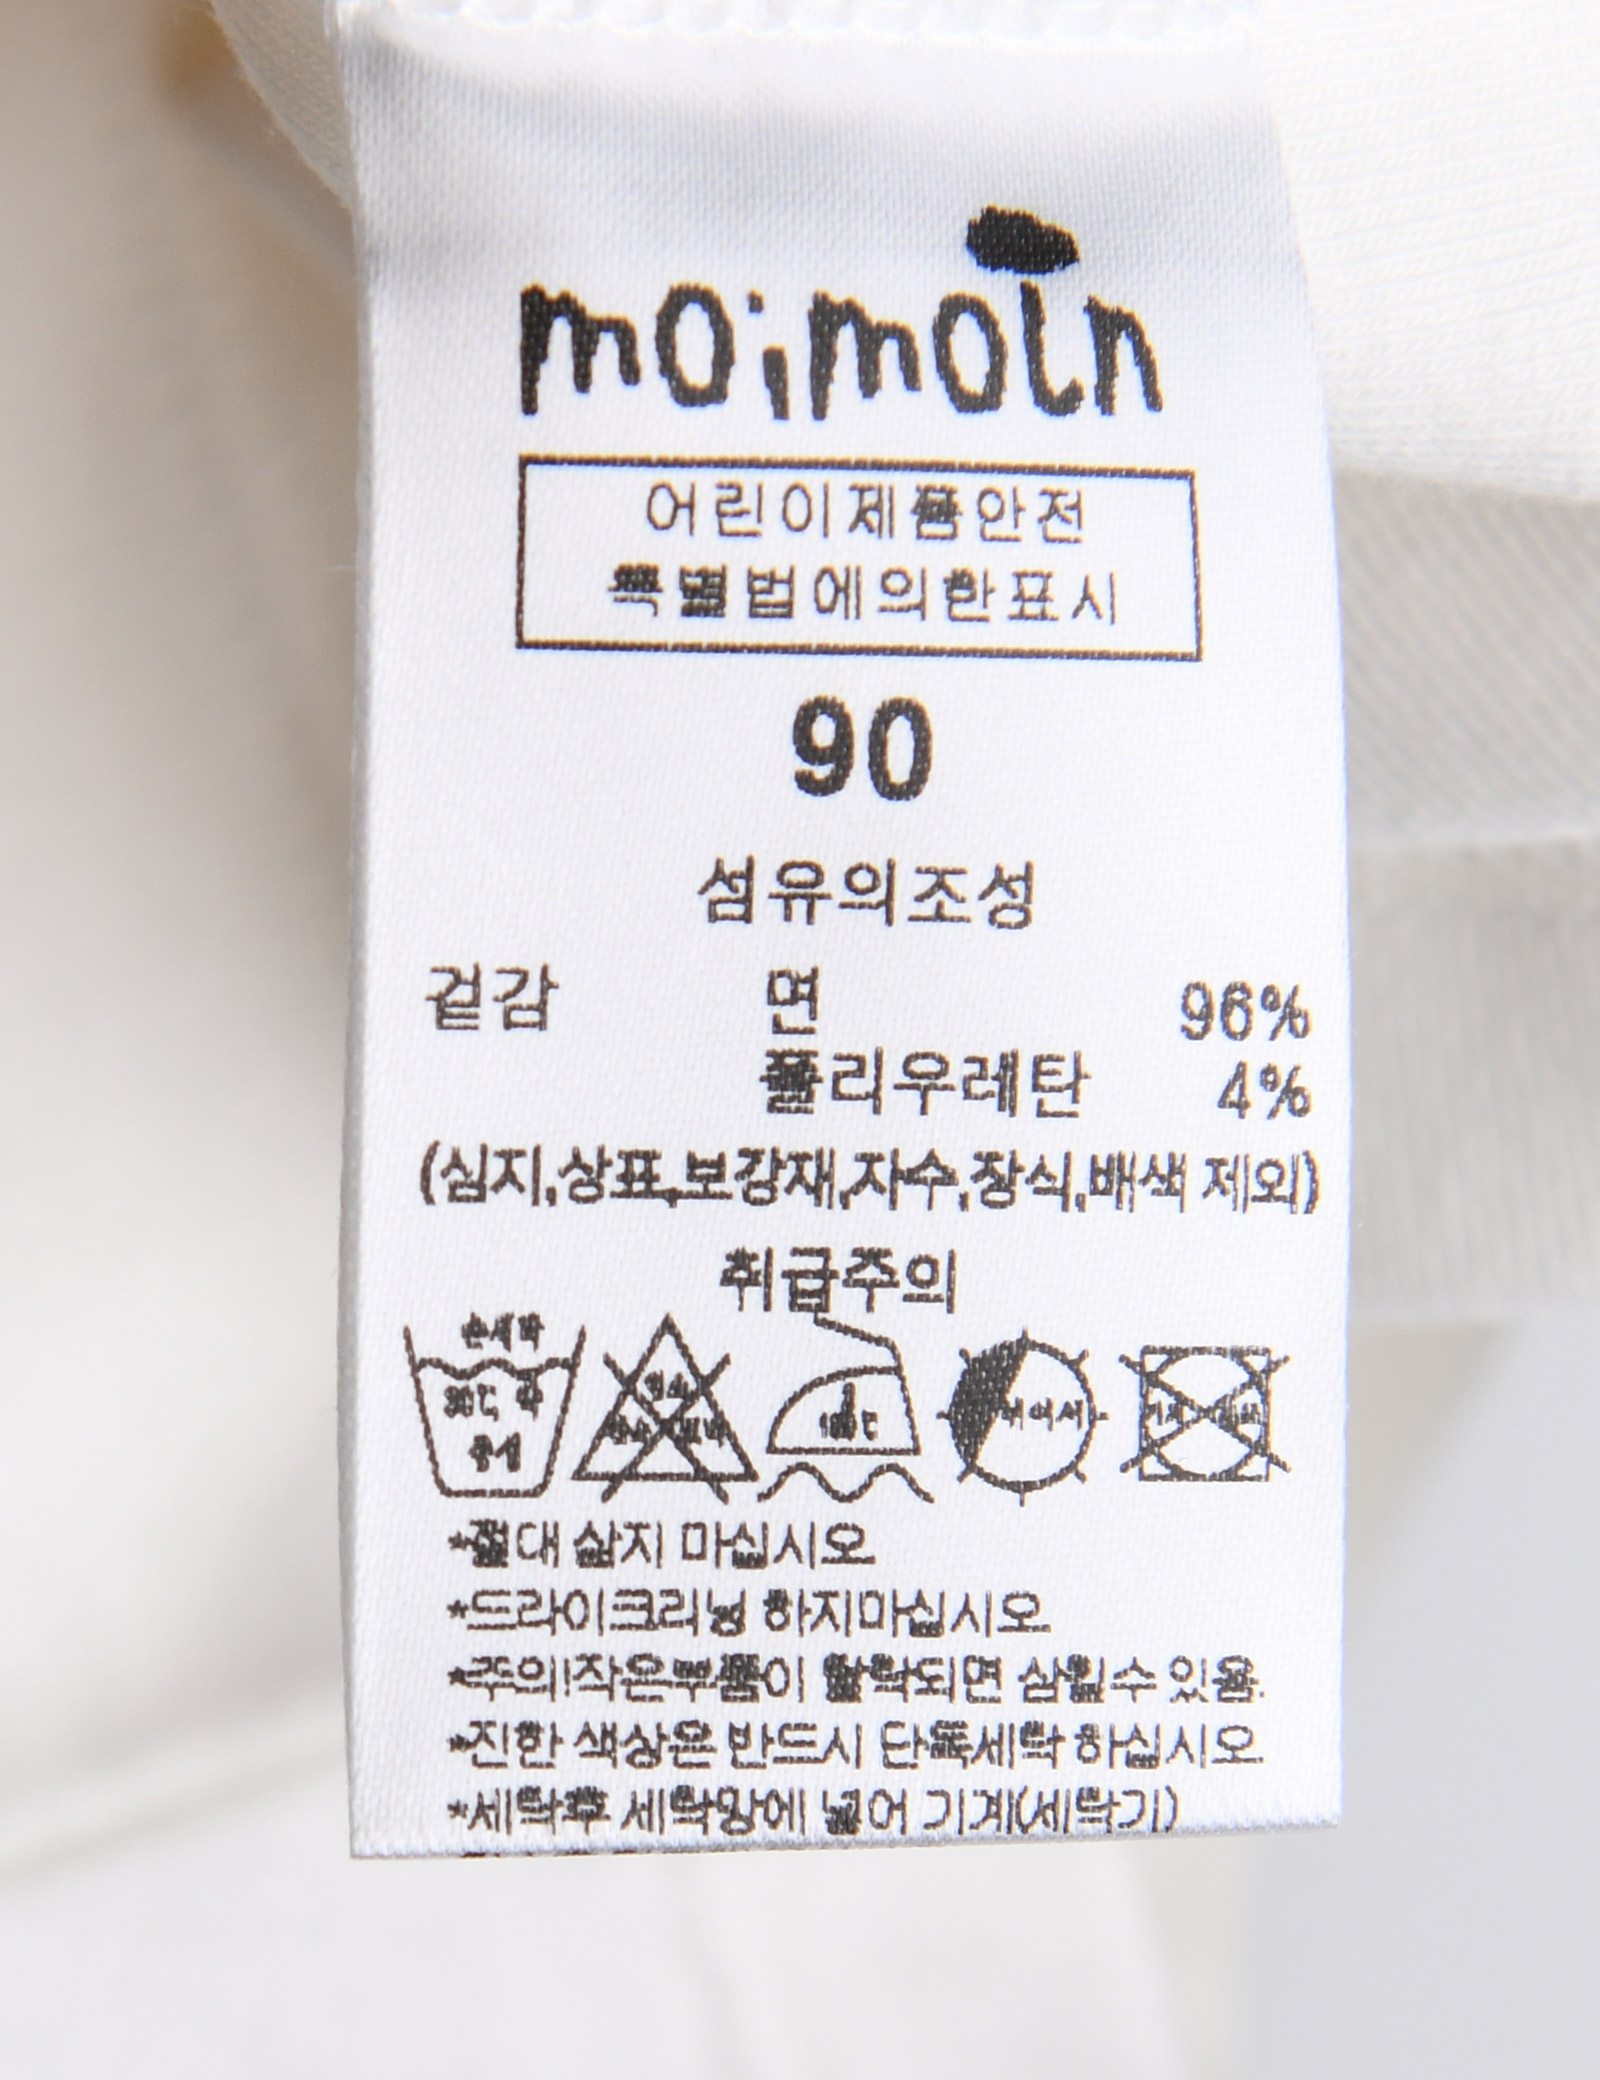 moimoln
어린이제품안전
특별법에의한표시
90
섬유의조성
겉감 면 96%
폴리우레탄 4%
(심지,상표,보강재,자수,장식,배색 제외)
취급주의
손세탁
30℃
중성
180℃
뉘어서
*절대 삶지 마십시오
*드라이크리닝 하지마십시오
*주의!작은부품이 탈락되면 삼킬수 있음.
*진한 색상은 반드시 단독세탁 하십시오
*세탁후 세탁망에 넣어 기계(세탁기)